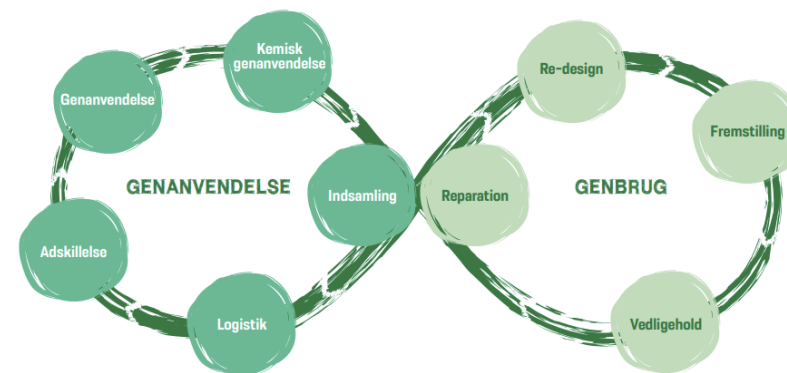 Kemisk
genanvendelse
Genanvendelse
GENANVENDELSE
Indsamling
Adskillelse
Logistik
Re-design
Fremstilling
Reparation
GENBRUG
Vedligehold